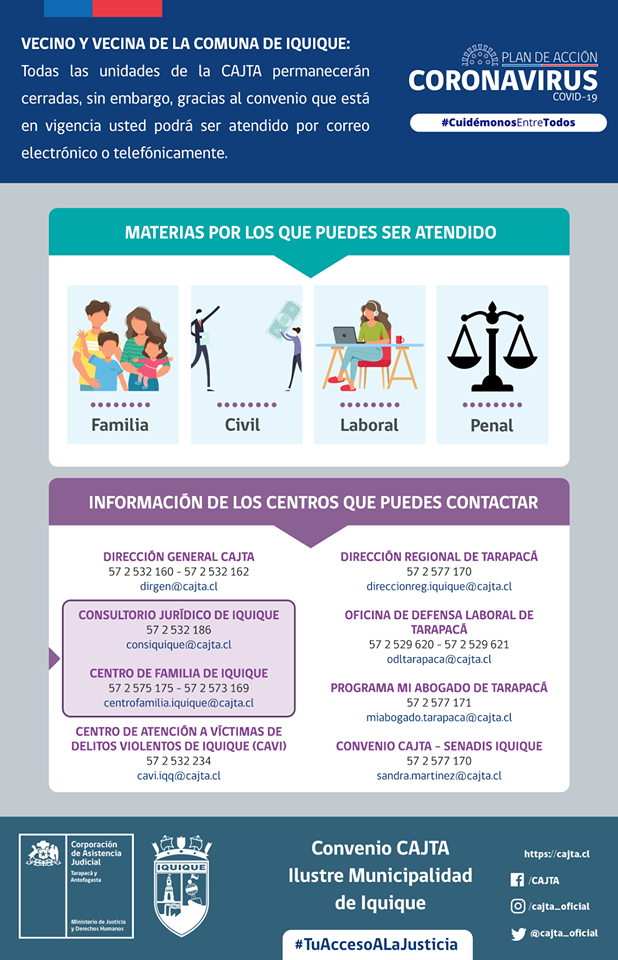 VECINO Y VECINA DE LA COMUNA DE IQUIQUE:
Todas las unidades de la CAJTA permanecerán
cerradas, sin embargo, gracias al convenio que está
en vigencia usted podrá ser atendido por correo
electrónico o telefónicamente.
PLAN DE ACCIÓN
CORONAVIRUS
COVID-19
#CuidémonosEntreTodos
MATERIAS POR LOS QUE PUEDES SER ATENDIDO
Familia
Civil
Laboral
Penal
INFORMACIÓN DE LOS CENTROS QUE PUEDES CONTACTAR
DIRECCIÓN GENERAL CAJTA
57 2 532 160 - 57 2 532 162
dirgen@cajta.cl
CONSULTORIO JURÍDICO DE IQUIQUE
57 2 532 186
consiquique@cajta.cl
CENTRO DE FAMILIA DE IQUIQUE
57 2 575 175 - 57 2 573 169
centrofamilia.iquique@cajta.cl
CENTRO DE ATENCIÓN A VÍCTIMAS DE
DELITOS VIOLENTOS DE IQUIQUE (CAVI)
57 2 532 234
cavi.iqq@cajta.cl
DIRECCIÓN REGIONAL DE TARAPACÁ
57 2 577 170
direccionreg.iquique@cajta.cl
OFICINA DE DEFENSA LABORAL DE
TARAPACÁ
57 2 529 620 - 57 2 529 621
odltarapaca@cajta.cl
PROGRAMA MI ABOGADO DE TARAPACÁ
57 2 577 171
miabogado.tarapaca@cajta.cl
CONVENIO CAJTA - SENADIS IQUIQUE
57 2 577 170
sandra.martinez@cajta.cl
Corporación
de Asistencia
Judicial
Tarapacá y
Antofagasta
Ministerio de Justicia
y Derechos Humanos
IQUIQUE
Convenio CAJTA
Ilustre Municipalidad
de Iquique
#TuAccesoALaJusticia
https://cajta.cl
/CAJTA
/cajta_oficial
@cajta_oficial